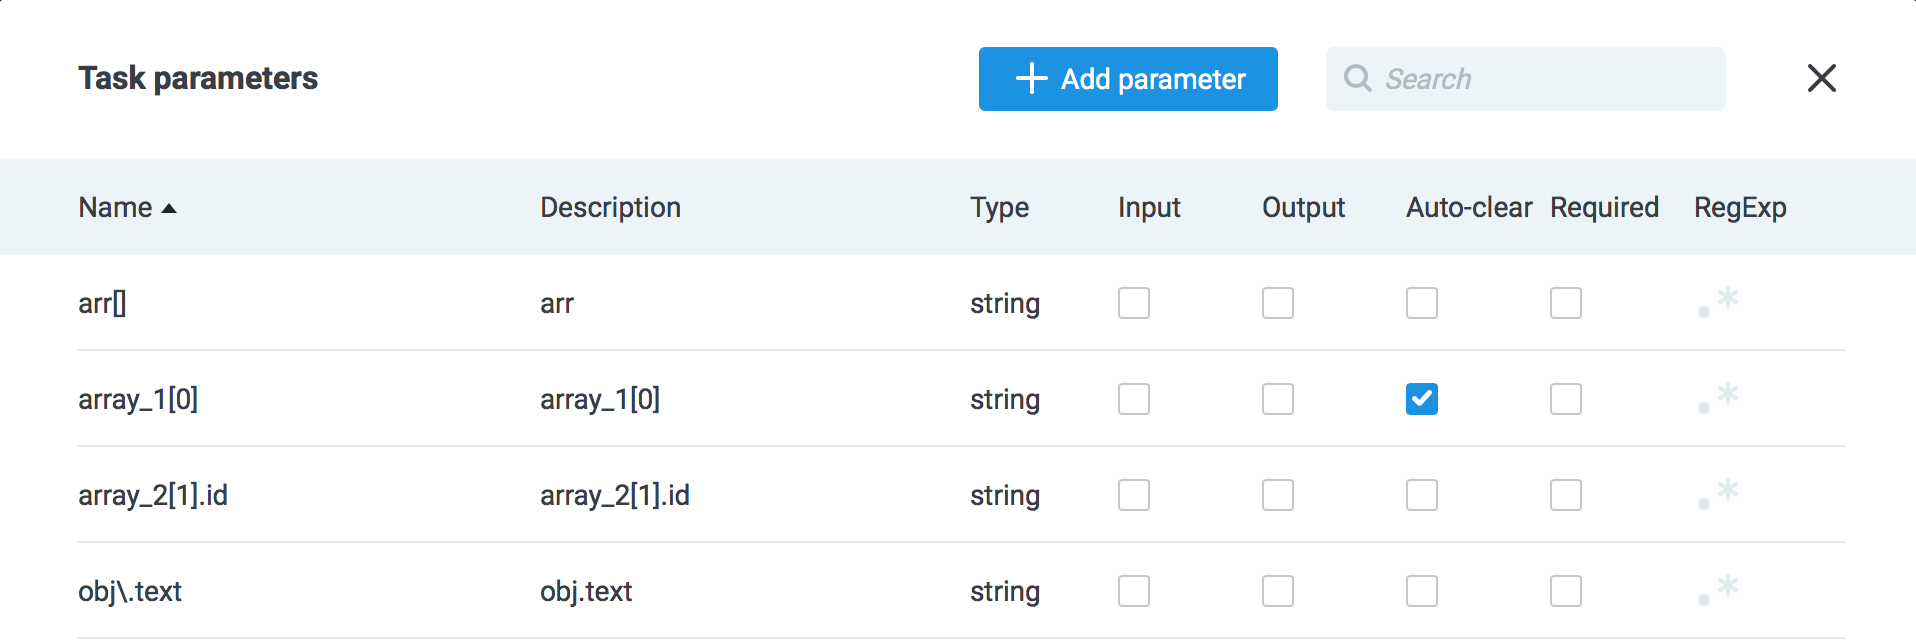 Task parameters
Add parameter
Search
Name Description Type Input Output Auto-clear Required RegExp
arr[] arr string .*
array_1[0] array_1[0] string .*
array_2[1].id array_2[1].id string .*
obj\.text obj.text string .*